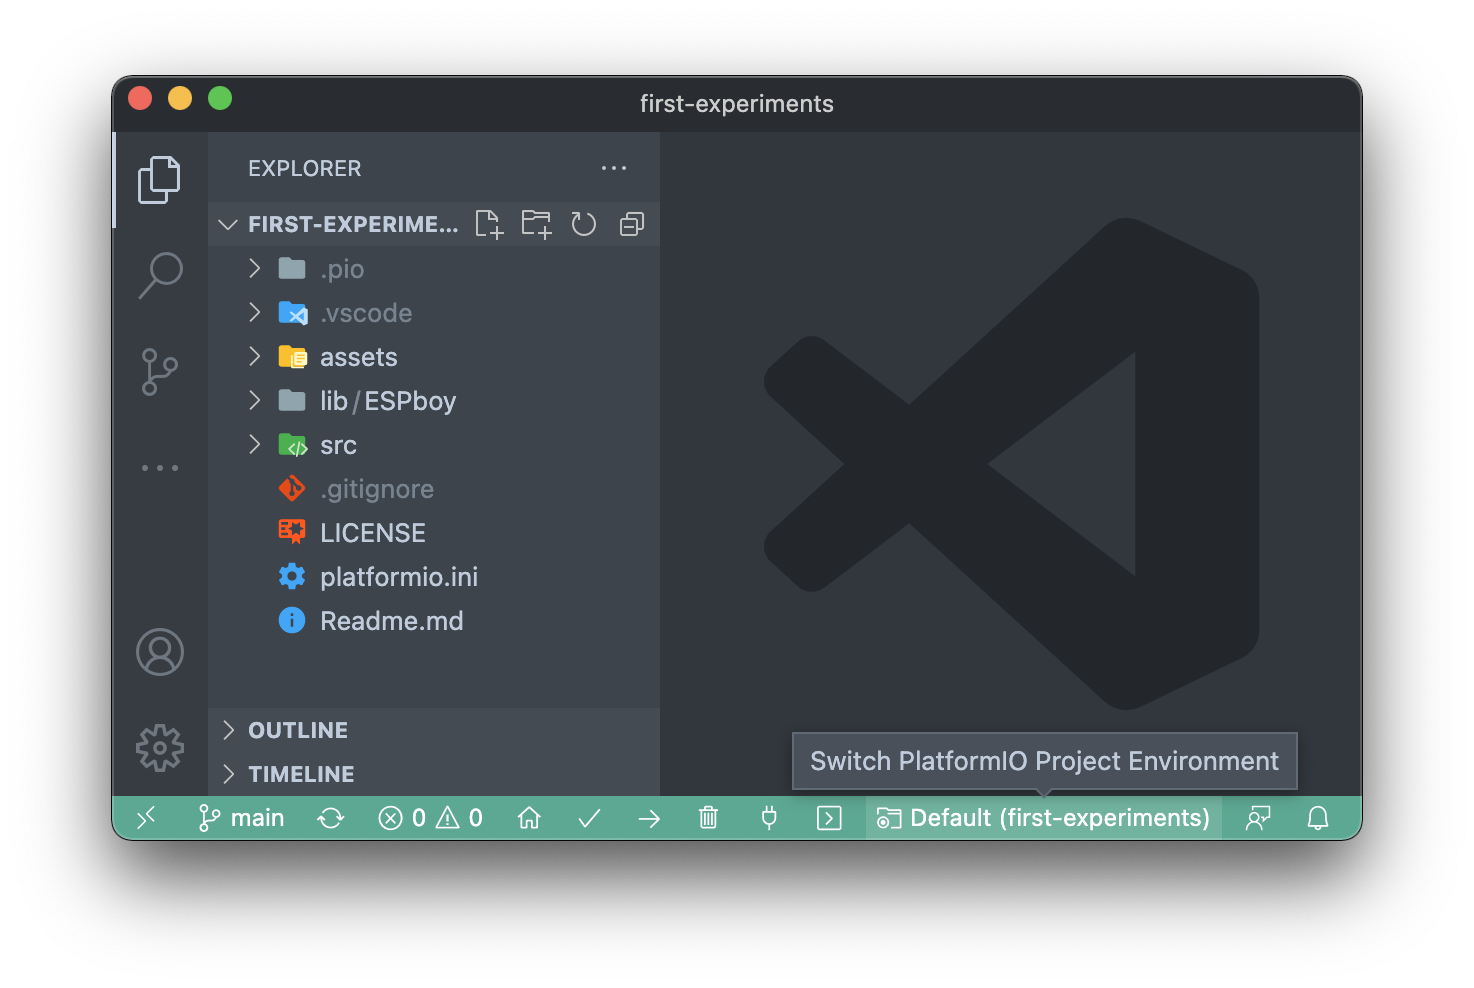 first-experiments
EXPLORER
FIRST-EXPERIME...
.pio
.vscode
assets
lib/ESPboy
src
.gitignore
LICENSE
platformio.ini
Readme.md
OUTLINE
TIMELINE
Switch PlatformIO Project Environment
main 0 0 Default (first-experiments)